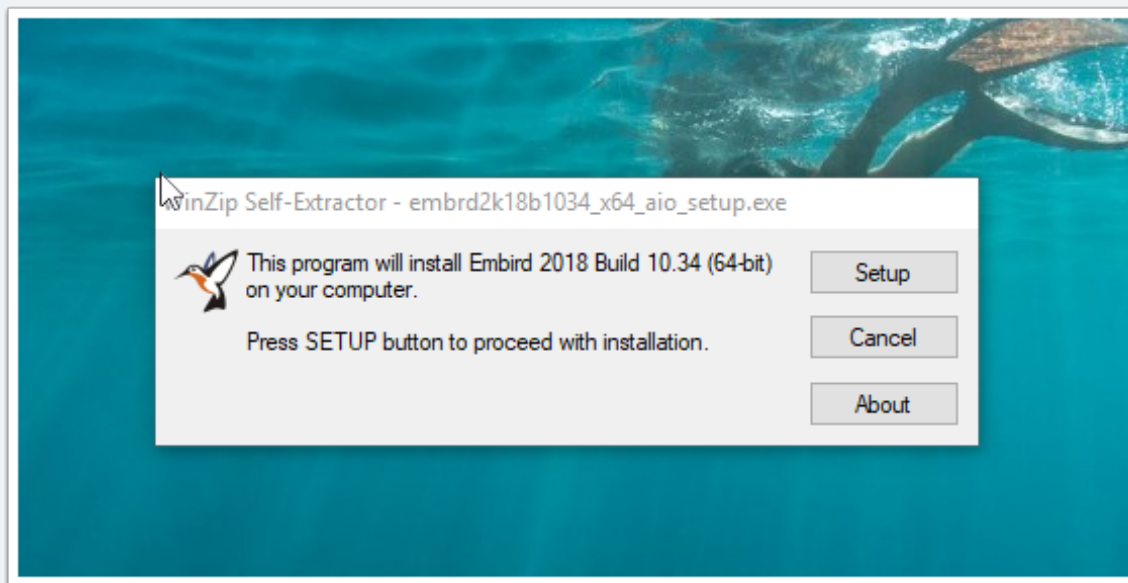 WinZip Self-Extractor - embrd2k18b1034_x64_aio_setup.exe
This program will install Embird 2018 Build 10.34 (64-bit)
on your computer.
Press SETUP button to proceed with installation.
Setup
Cancel
About